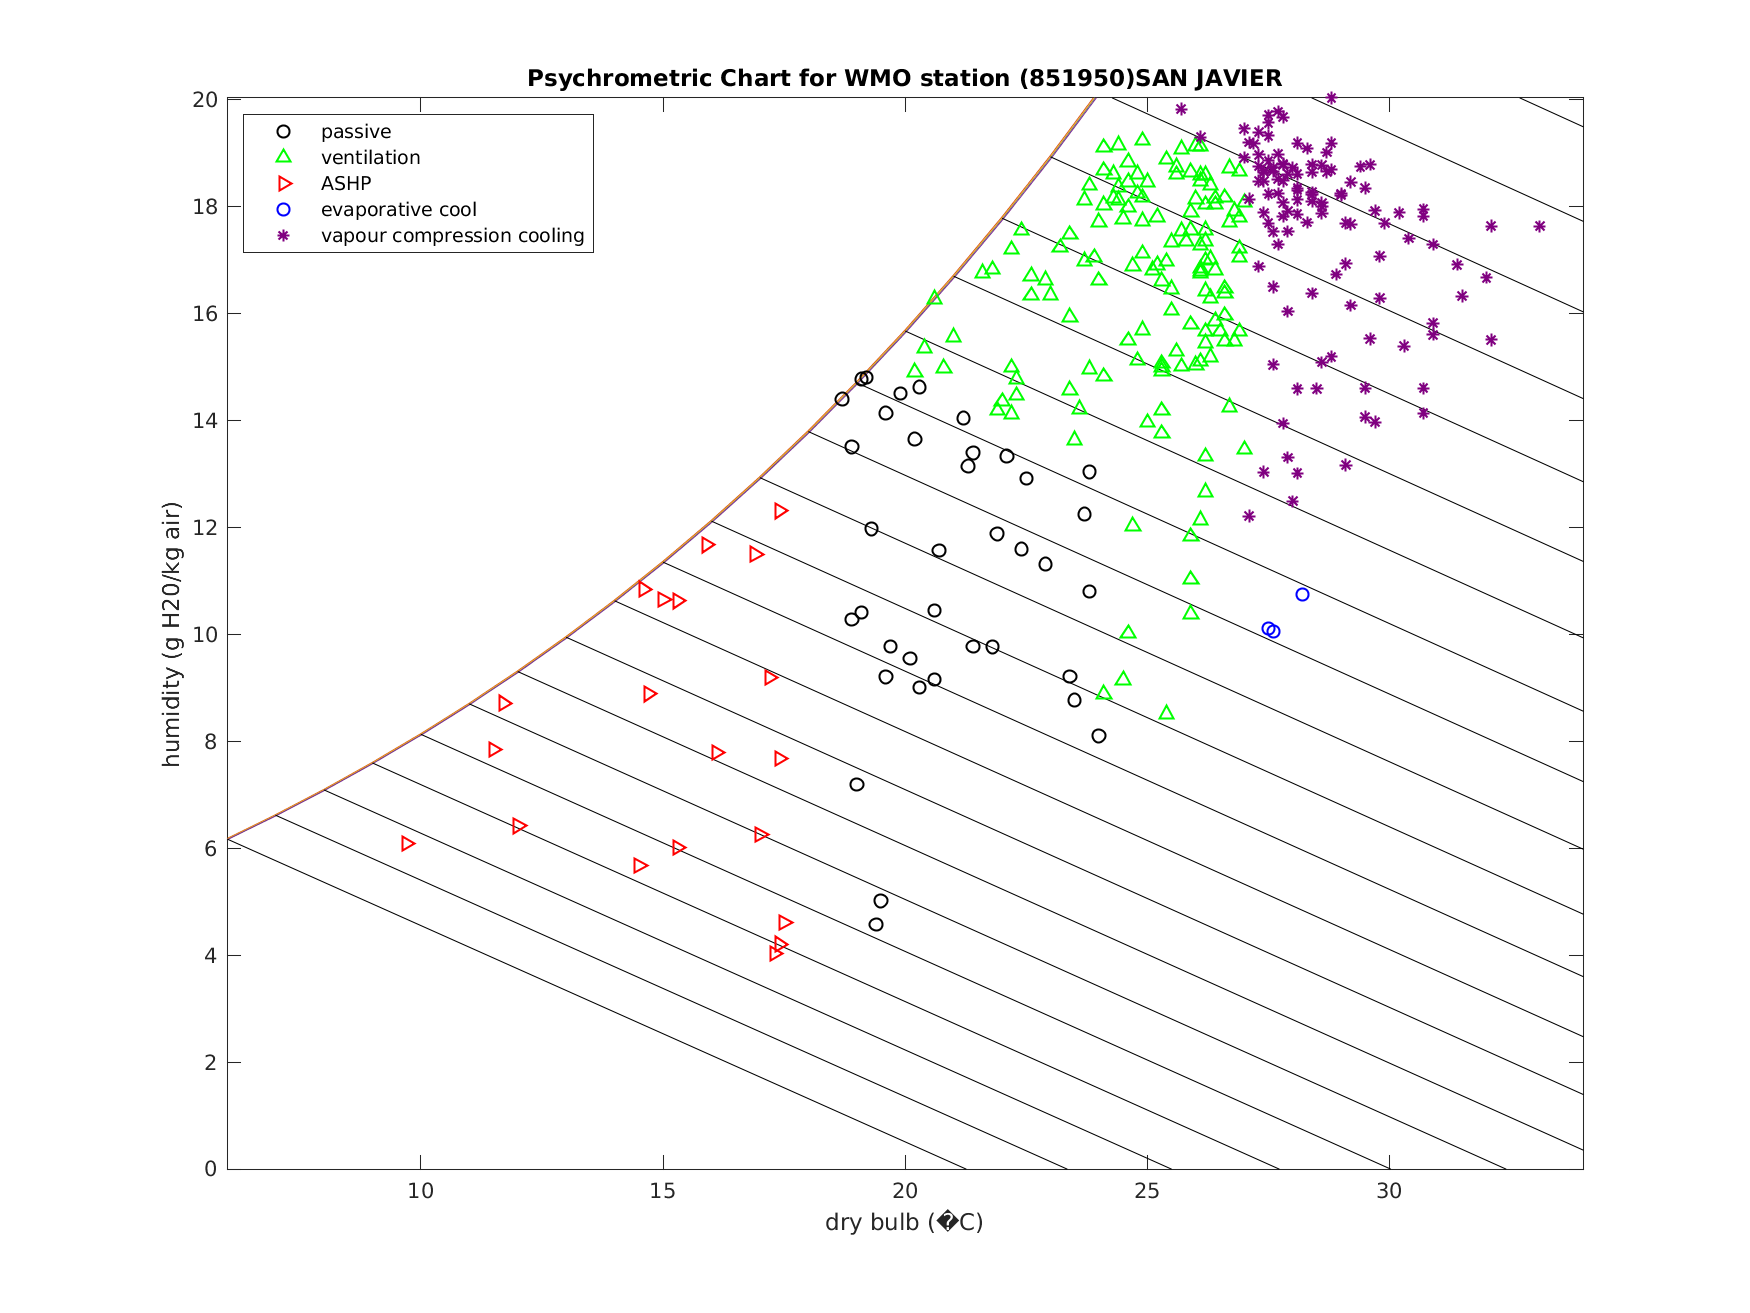 Psychrometric Chart for WMO station (851950)SAN JAVIER
passive
ventilation
ASHP
evaporative cool
vapour compression cooling
humidity (g H20/kg air)
20
18
16
14
12
10
8
6
4
2
0
10 15 20 25 30
dry bulb (�C)